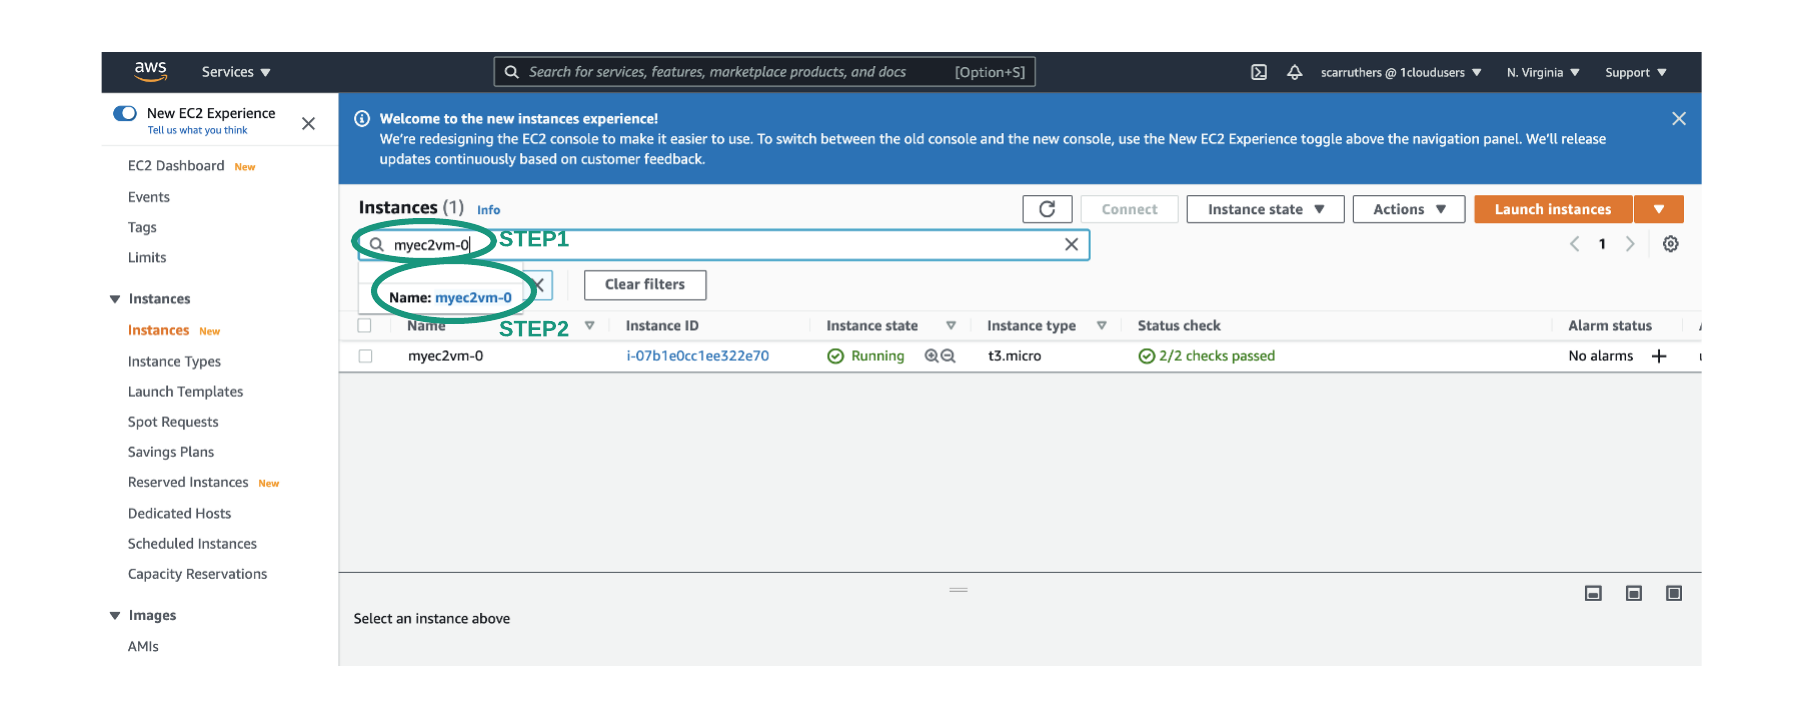 aws Services Search for services, features, marketplace products, and docs [Option+S] scarruthers @ 1cloudusers N. Virginia Support
New EC2 Experience
Tell us what you think
EC2 Dashboard New
Events
Tags
Limits
Instances
Instances New
Instance Types
Launch Templates
Spot Requests
Savings Plans
Reserved Instances New
Dedicated Hosts
Scheduled Instances
Capacity Reservations
Images
AMIs
Welcome to the new instances experience!
We're redesigning the EC2 console to make it easier to use. To switch between the old console and the new console, use the New EC2 Experience toggle above the navigation panel. We'll release
updates continuously based on customer feedback.
Instances (1) Info Connect Instance state Actions Launch instances
myec2vm-0 STEP1 1
Clear filters
Name: myec2vm-0
STEP2
Name Instance ID Instance state Instance type Status check Alarm status
myec2vm-0 i-07b1e0cc1ee322e70 Running t3.micro 2/2 checks passed No alarms
Select an instance above